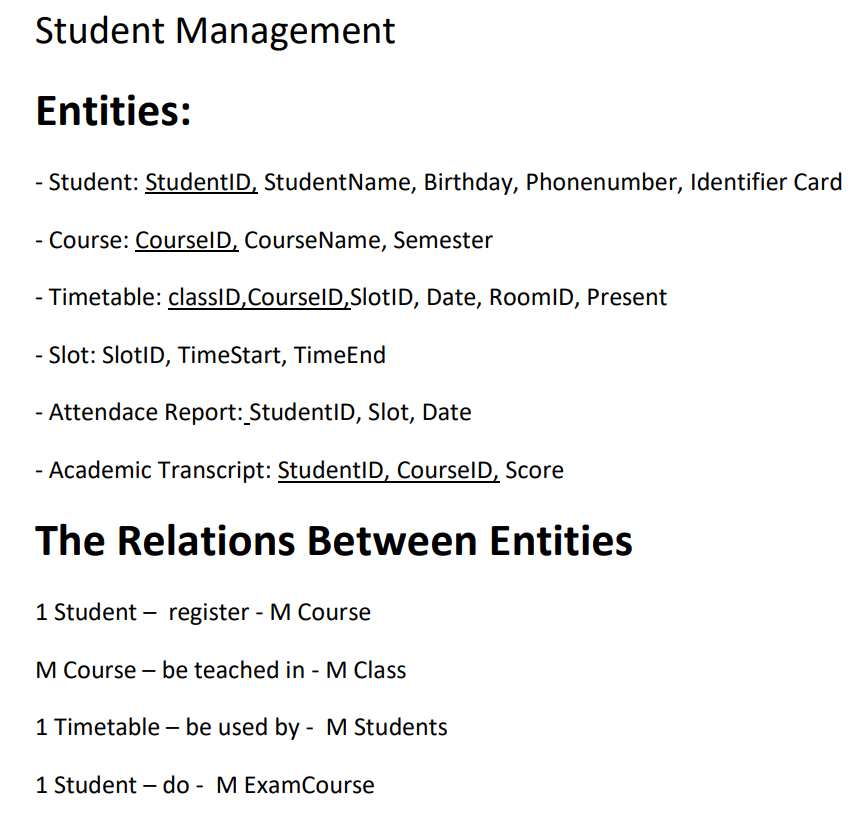 Student Management
Entities:
- Student: StudentID, StudentName, Birthday, Phonenumber, Identifier Card
- Course: CourseID, CourseName, Semester
- Timetable: classID,CourseID,SlotID, Date, RoomID, Present
- Slot: SlotID, TimeStart, TimeEnd
- Attendace Report: StudentID, Slot, Date
- Academic Transcript: StudentID, CourseID, Score
The Relations Between Entities
1 Student – register - M Course
M Course – be teached in - M Class
1 Timetable – be used by - M Students
1 Student – do - M ExamCourse